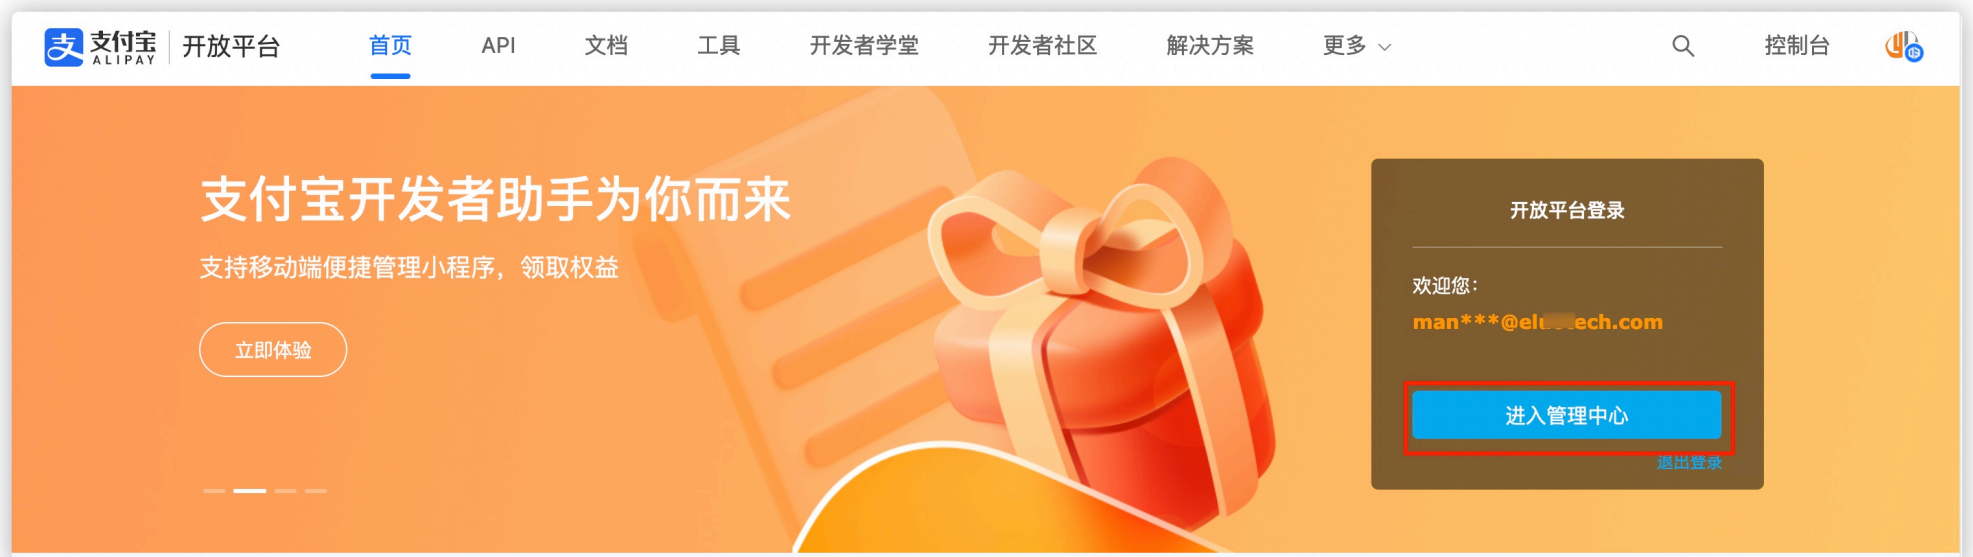 支付宝 ALIPAY 开放平台 首页 API 文档 工具 开发者学堂 开发者社区 解决方案 更多 控制台
支付宝开发者助手为你而来
支持移动端便捷管理小程序，领取权益
立即体验
开放平台登录
欢迎您：
man***@el ech.com
进入管理中心
退出登录